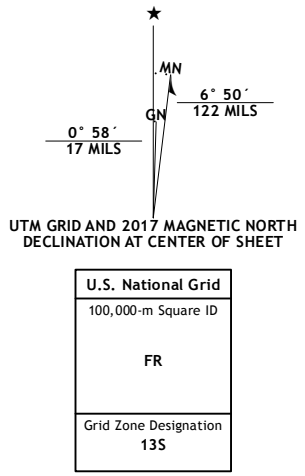 MN
6° 50´
122 MILS
GN
0° 58´
17 MILS
UTM GRID AND 2017 MAGNETIC NORTH
DECLINATION AT CENTER OF SHEET
U.S. National Grid
100,000-m Square ID
FR
Grid Zone Designation
13S